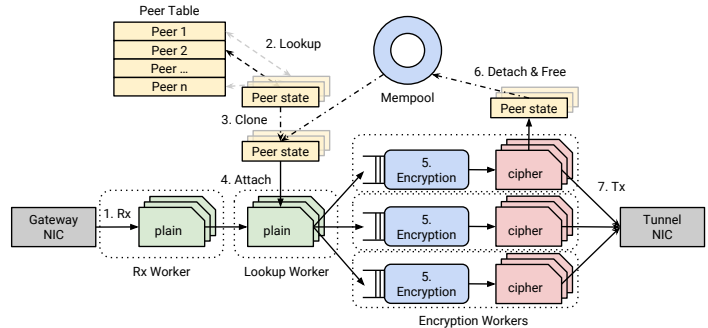 Peer Table
Peer 1
Peer 2
Peer ...
Peer n
2. Lookup
Peer state
3. Clone
Peer state
4. Attach
Mempool
6. Detach & Free
Peer state
Gateway
NIC
1. Rx
plain
Rx Worker
plain
Lookup Worker
5.
Encryption
cipher
5.
Encryption
cipher
5.
Encryption
cipher
Encryption Workers
7. Tx
Tunnel
NIC